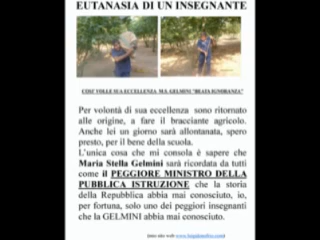 EUTANASIA DI UN INSEGNANTE
COSI' VOLLE SUA ECCELLENZA M.S. GELMINI "BEATA IGNORANZA"
Per volontà di sua eccellenza sono ritornato
alle origine, a fare il bracciante agricolo.
Anche lei un giorno sarà allontanata, spero
presto, per il bene della scuola.
L'unica cosa che mi consola è sapere che
Maria Stella Gelmini sarà ricordata da tutti
come il PEGGIORE MINISTRO DELLA
PUBBLICA ISTRUZIONE che la storia
della Repubblica abbia mai conosciuto, io,
per fortuna, solo uno dei peggiori insegnanti
che la GELMINI abbia mai conosciuto.